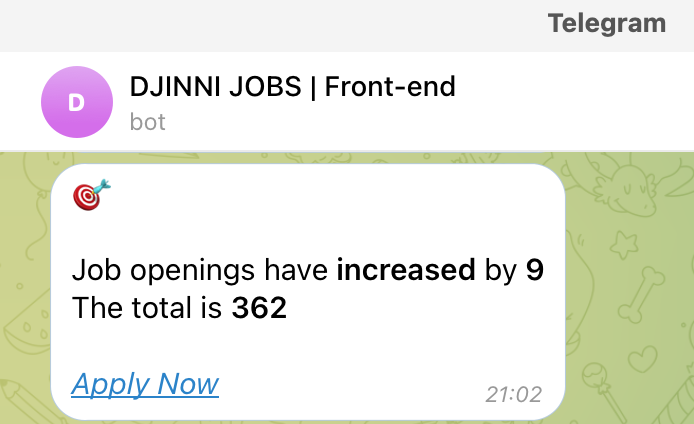 Telegram
D
DJINNI JOBS | Front-end
bot
Job openings have increased by 9
The total is 362
Apply Now
21:02